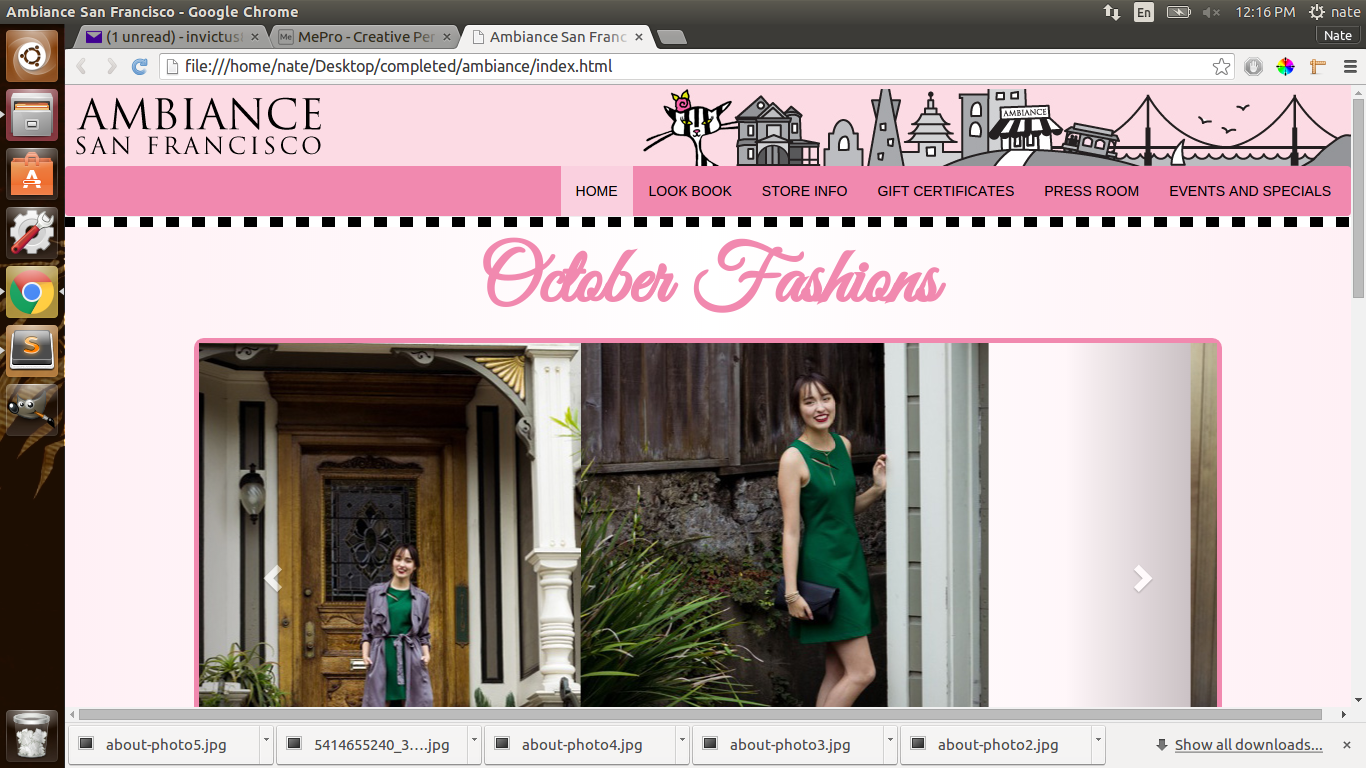 Ambiance San Francisco - Google Chrome
En
12:16 PM
nate
(1 unread) - invictus
MePro - Creative Per
Ambiance San Franc
Nate
file:///home/nate/Desktop/completed/ambiance/index.html
AMBIANCE
SAN FRANCISCO
AMBIANCE
HOME
LOOK BOOK
STORE INFO
GIFT CERTIFICATES
PRESS ROOM
EVENTS AND SPECIALS
October Fashions
about-photo5.jpg
5414655240_3....jpg
about-photo4.jpg
about-photo3.jpg
about-photo2.jpg
Show all downloads...